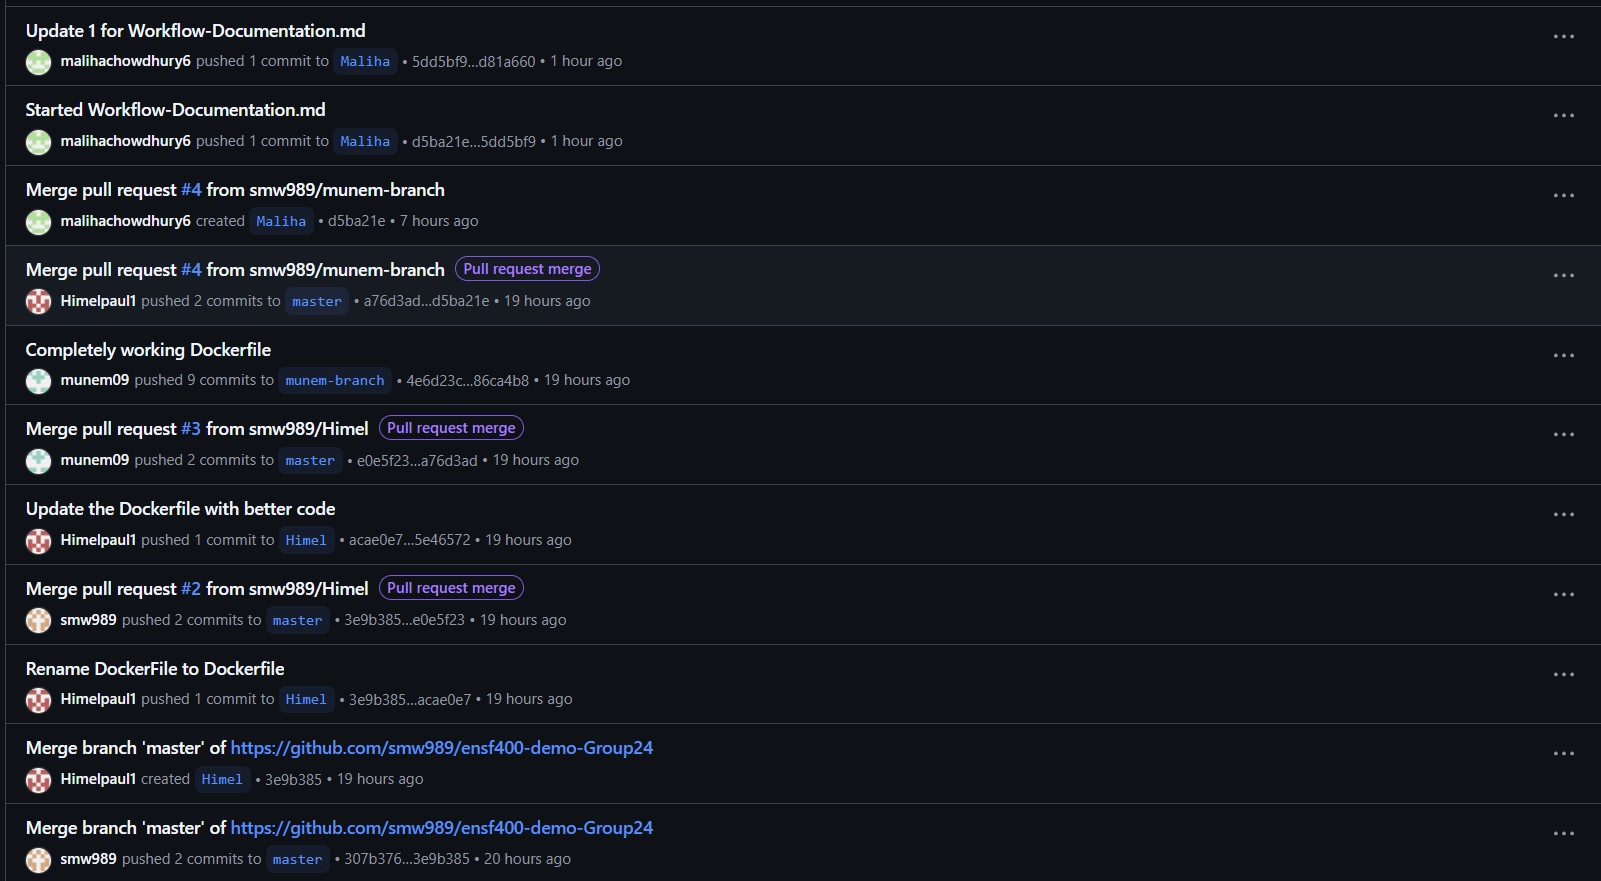 Update 1 for Workflow-Documentation.md
malihachowdhury6 pushed 1 commit to Maliha • 5dd5bf9...d81a660 • 1 hour ago
Started Workflow-Documentation.md
malihachowdhury6 pushed 1 commit to Maliha • d5ba21e...5dd5bf9 • 1 hour ago
Merge pull request #4 from smw989/munem-branch
malihachowdhury6 created Maliha • d5ba21e • 7 hours ago
Merge pull request #4 from smw989/munem-branch Pull request merge
Himelpaul1 pushed 2 commits to master • a76d3ad...d5ba21e • 19 hours ago
Completely working Dockerfile
munem09 pushed 9 commits to munem-branch • 4e6d23c...86ca4b8 • 19 hours ago
Merge pull request #3 from smw989/Himel Pull request merge
munem09 pushed 2 commits to master • e0e5f23...a76d3ad • 19 hours ago
Update the Dockerfile with better code
Himelpaul1 pushed 1 commit to Himel • acae0e7...5e46572 • 19 hours ago
Merge pull request #2 from smw989/Himel Pull request merge
smw989 pushed 2 commits to master • 3e9b385...e0e5f23 • 19 hours ago
Rename DockerFile to Dockerfile
Himelpaul1 pushed 1 commit to Himel • 3e9b385...acae0e7 • 19 hours ago
Merge branch 'master' of https://github.com/smw989/ensf400-demo-Group24
Himelpaul1 created Himel • 3e9b385 • 19 hours ago
Merge branch 'master' of https://github.com/smw989/ensf400-demo-Group24
smw989 pushed 2 commits to master • 307b376...3e9b385 • 20 hours ago